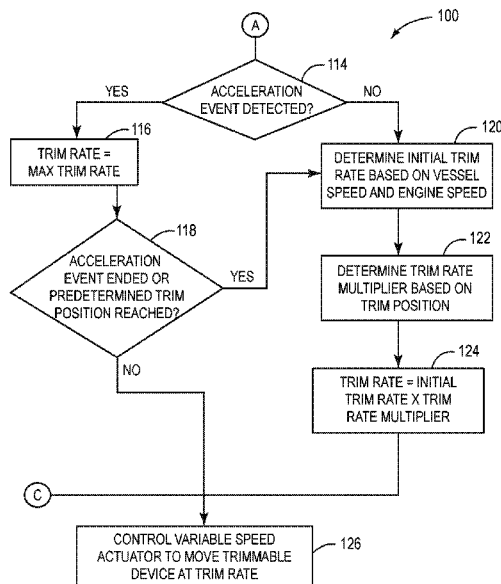 A
100
114
ACCELERATION
EVENT DETECTED?
YES
NO
116
TRIM RATE =
MAX TRIM RATE
118
ACCELERATION
EVENT ENDED OR
PREDETERMINED TRIM
POSITION REACHED?
YES
NO
120
DETERMINE INITIAL TRIM
RATE BASED ON VESSEL
SPEED AND ENGINE SPEED
122
DETERMINE TRIM RATE
MULTIPLIER BASED ON
TRIM POSITION
124
TRIM RATE = INITIAL
TRIM RATE X TRIM
RATE MULTIPLIER
C
CONTROL VARIABLE SPEED
ACTUATOR TO MOVE TRIMMABLE
DEVICE AT TRIM RATE
126